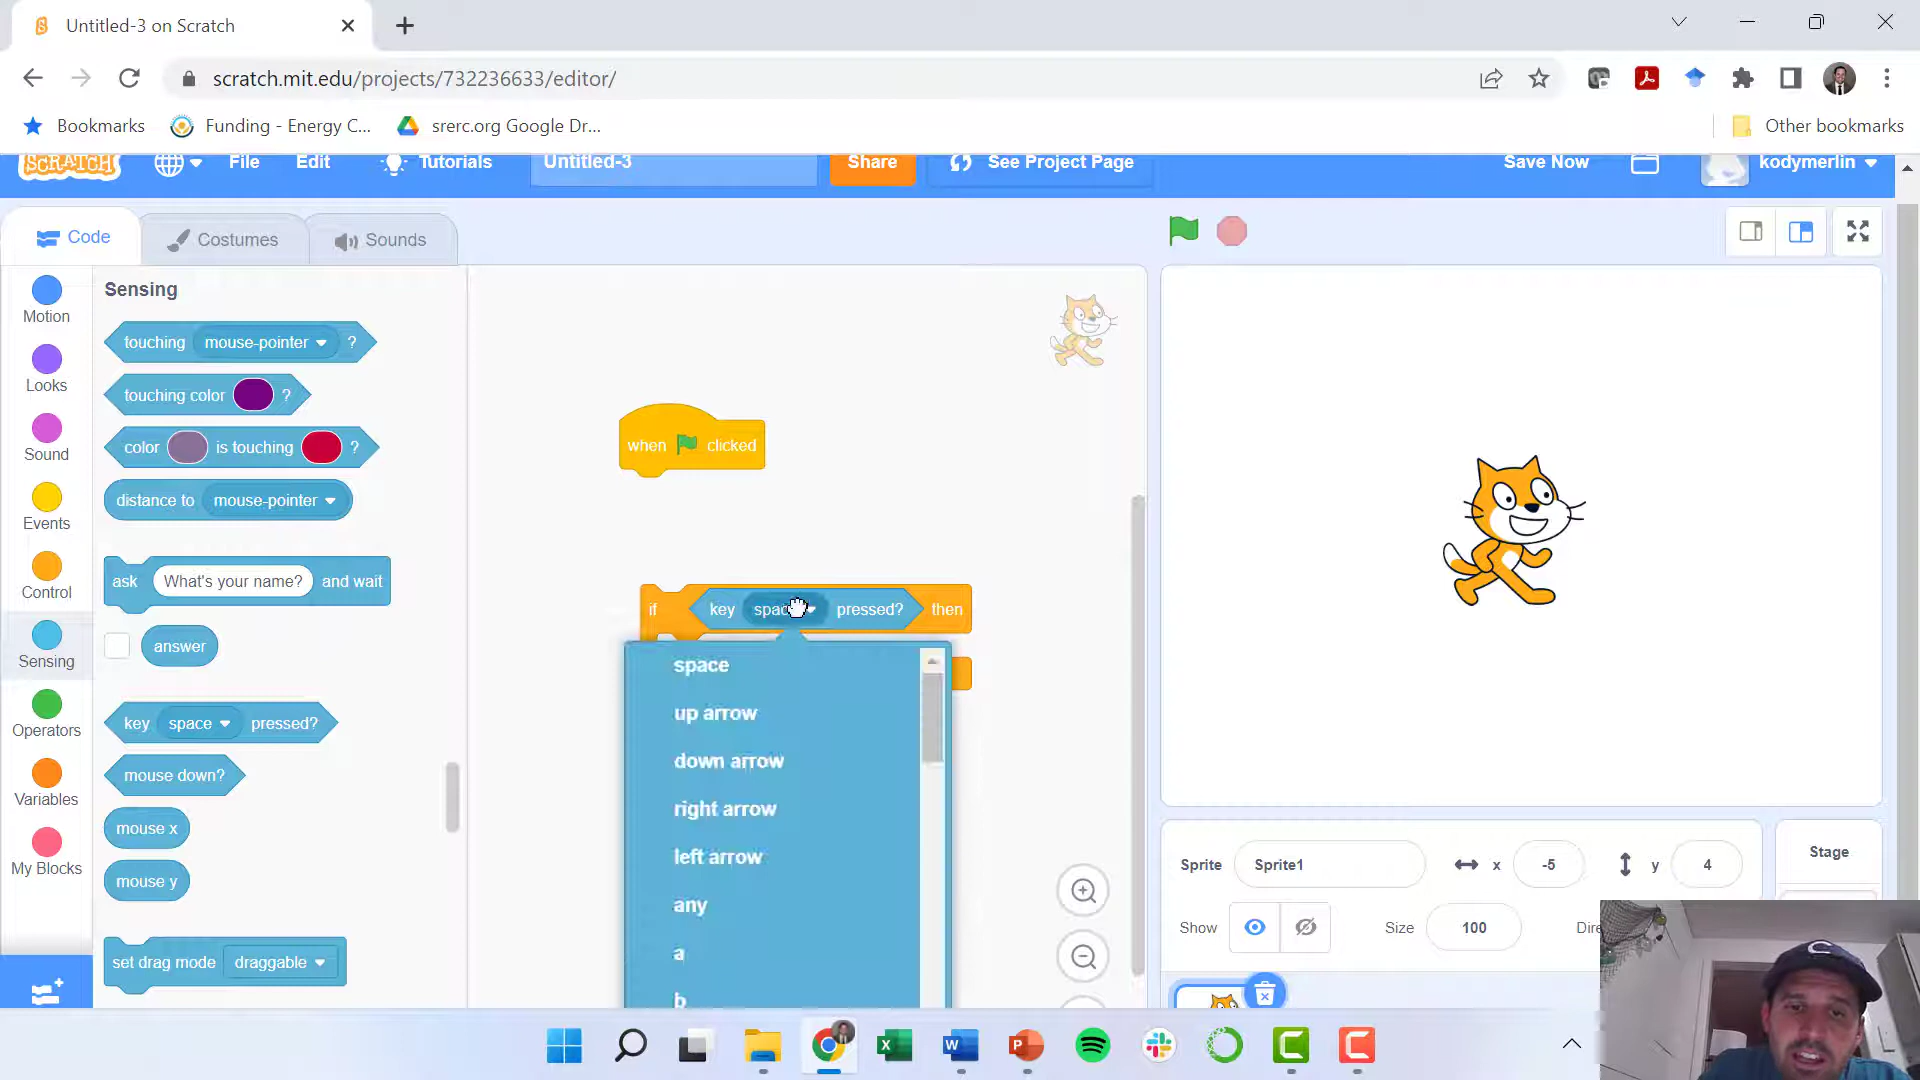 Untitled-3 on Scratch
scratch.mit.edu/projects/732236633/editor/
Bookmarks
Funding - Energy C...
srerc.org Google Dr...
Other bookmarks
SCRATCH
File
Edit
Tutorials
Untitled-3
Share
See Project Page
Save Now
kodymerlin
Code
Costumes
Sounds
Motion
Looks
Sound
Events
Control
Sensing
Operators
Variables
My Blocks
Sensing
touching mouse-pointer ?
touching color ?
color is touching ?
distance to mouse-pointer
ask What's your name? and wait
answer
key space pressed?
mouse down?
mouse x
mouse y
set drag mode draggable
when clicked
if key space pressed? then
space
up arrow
down arrow
right arrow
left arrow
any
a
b
Sprite Sprite1 x -5 y 4
Show Size 100
Stage